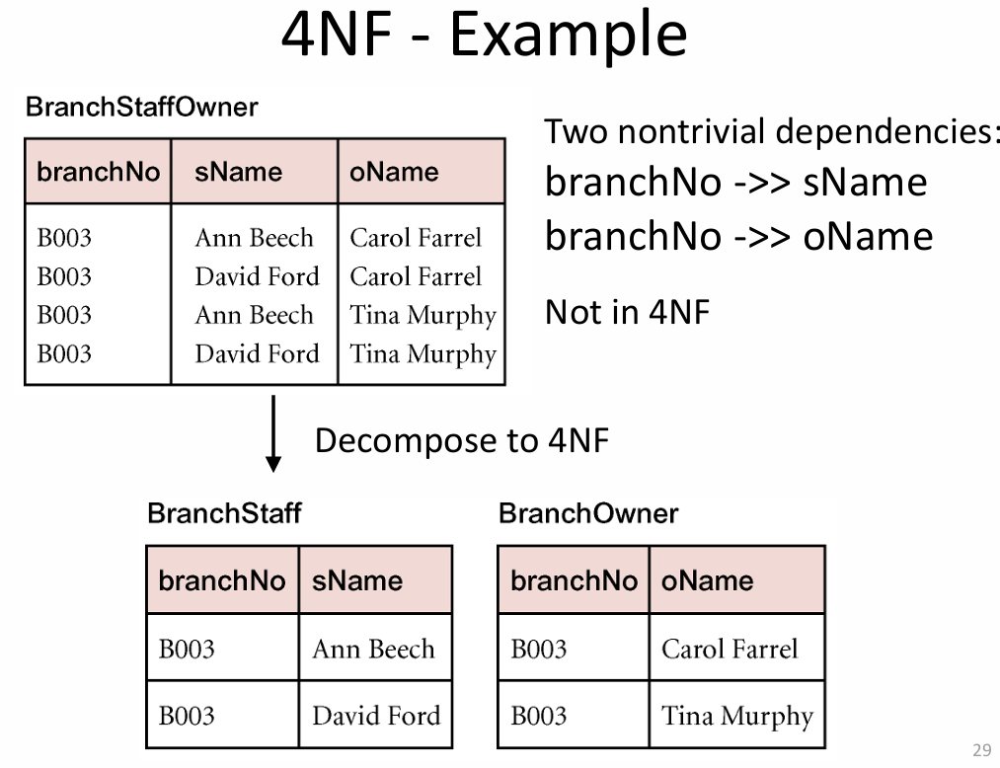 4NF - Example
BranchStaffOwner
branchNo sName oName
B003 Ann Beech Carol Farrel
B003 David Ford Carol Farrel
B003 Ann Beech Tina Murphy
B003 David Ford Tina Murphy
Two nontrivial dependencies:
branchNo ->> sName
branchNo ->> oName
Not in 4NF
Decompose to 4NF
BranchStaff
branchNo sName
B003 Ann Beech
B003 David Ford
BranchOwner
branchNo oName
B003 Carol Farrel
B003 Tina Murphy
29